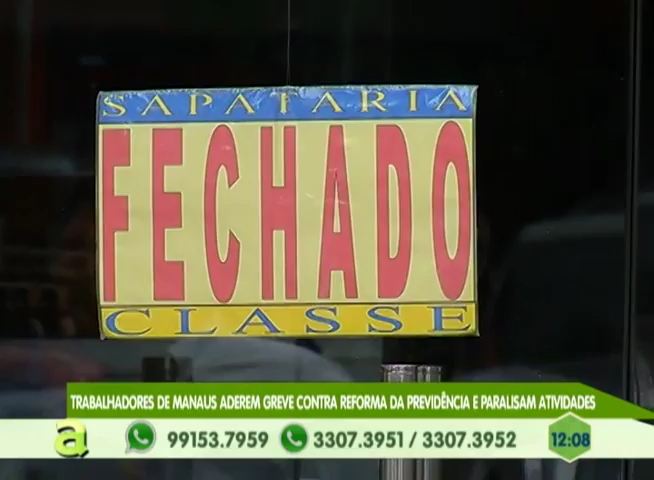 SAPATARIA
FECHADO
CLASSE
TRABALHADORES DE MANAUS ADEREM GREVE CONTRA REFORMA DA PREVIDÊNCIA E PARALISAM ATIVIDADES
a 99153.7959 3307.3951 / 3307.3952 12:08